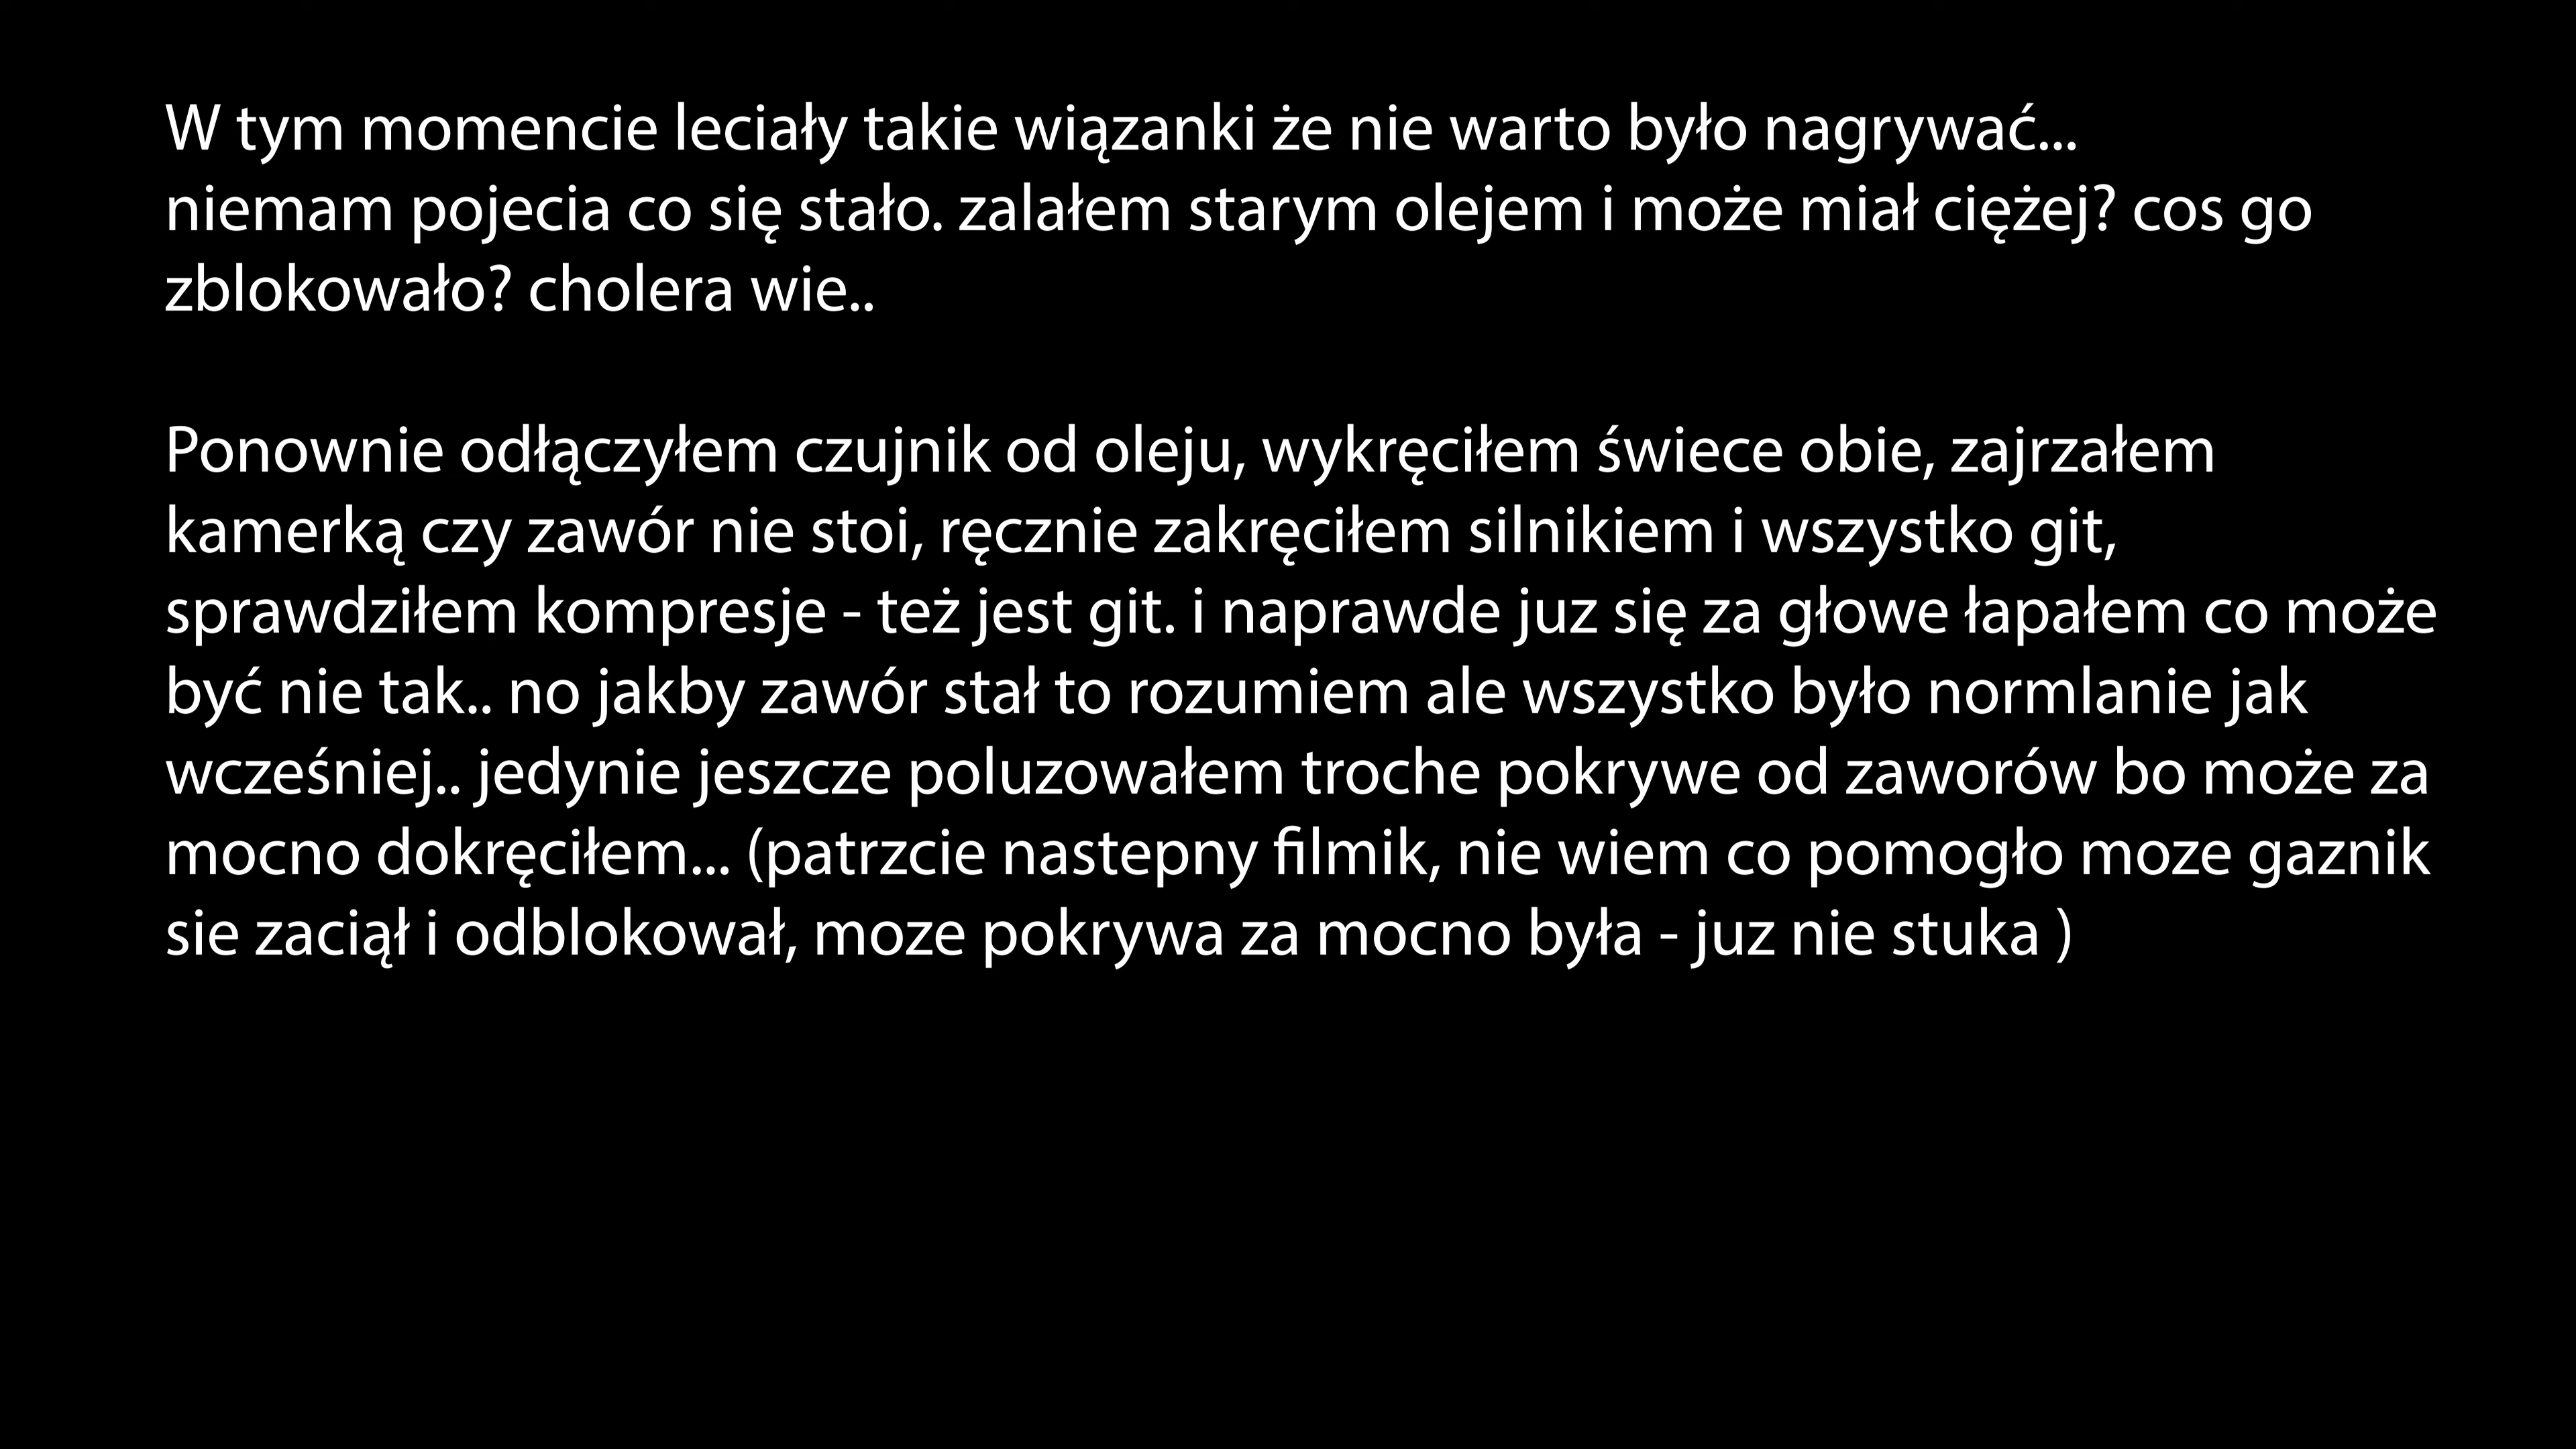 W tym momencie leciały takie wiązanki że nie warto było nagrywać...
niemam pojecia co się stało. zalałem starym olejem i może miał ciężej? cos go
zblokowało? cholera wie..
Ponownie odłączyłem czujnik od oleju, wykręciłem świece obie, zajrzałem
kamerką czy zawór nie stoi, ręcznie zakręciłem silnikiem i wszystko git,
sprawdziłem kompresje - też jest git. i naprawde juz się za głowe łapałem co może
być nie tak.. no jakby zawór stał to rozumiem ale wszystko było normlanie jak
wcześniej.. jedynie jeszcze poluzowałem troche pokrywe od zaworów bo może za
mocno dokręciłem... (patrzcie nastepny filmik, nie wiem co pomogło moze gaznik
sie zaciął i odblokował, moze pokrywa za mocno była - juz nie stuka )